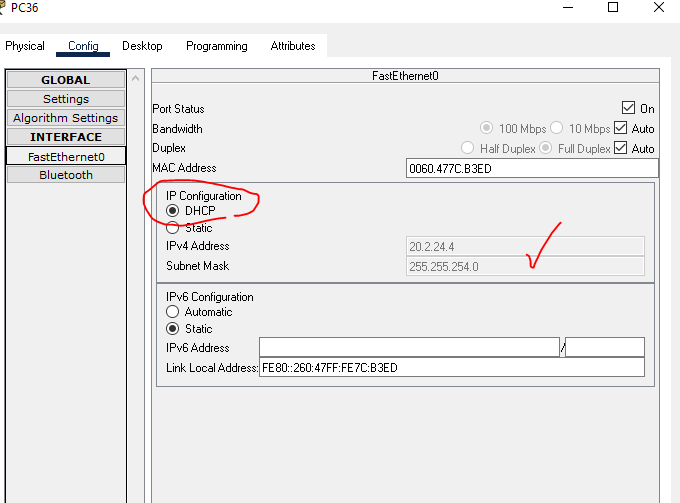 PC36
Physical Config Desktop Programming Attributes
GLOBAL
Settings
Algorithm Settings
INTERFACE
FastEthernet0
Bluetooth
FastEthernet0
Port Status On
Bandwidth 100 Mbps 10 Mbps Auto
Duplex Half Duplex Full Duplex Auto
MAC Address 0060.477C.B3ED
IP Configuration
DHCP
Static
IPv4 Address 20.2.24.4
Subnet Mask 255.255.254.0
IPv6 Configuration
Automatic
Static
IPv6 Address /
Link Local Address: FE80::260:47FF:FE7C:B3ED